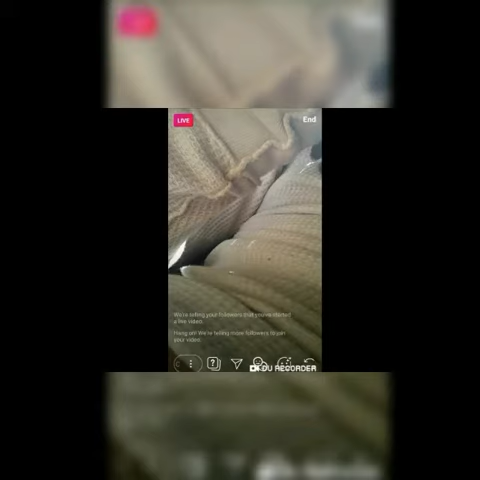 LIVE
End
We're telling your followers that you've started
a live video.
Hang on! We're telling more followers to join
your video.
DU RECORDER